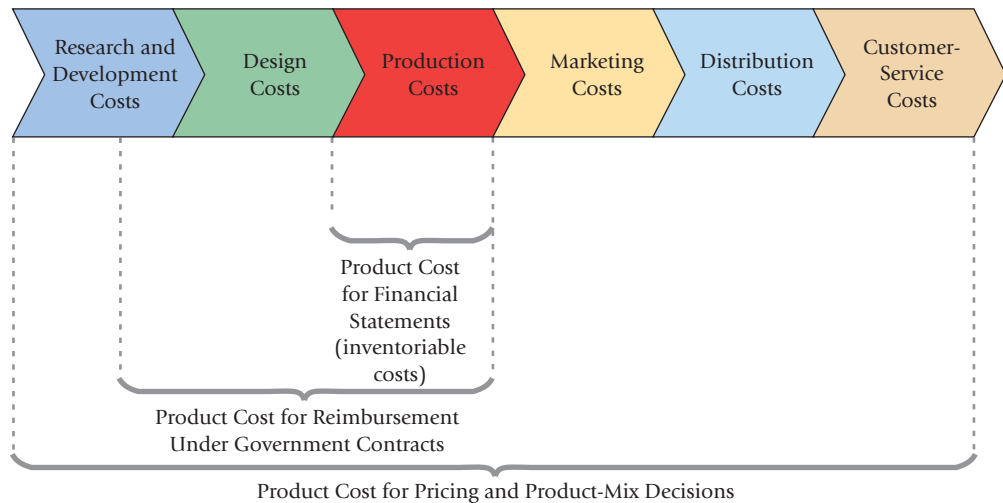 Research and
Development
Costs
Design
Costs
Production
Costs
Marketing
Costs
Distribution
Costs
Customer-
Service
Costs
Product Cost
for Financial
Statements
(inventoriable
costs)
Product Cost for Reimbursement
Under Government Contracts
Product Cost for Pricing and Product-Mix Decisions